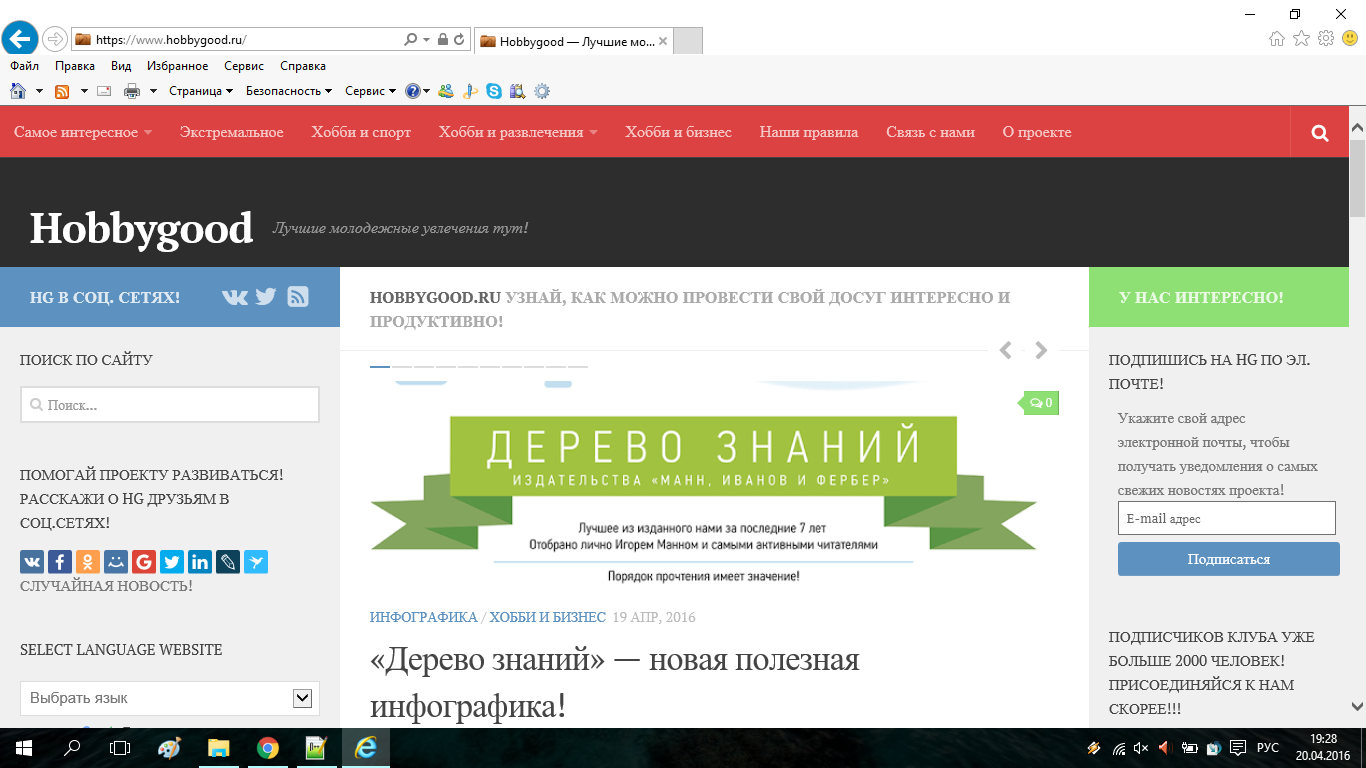 https://www.hobbygood.ru/
Hobbygood — Лучшие мо...
Файл Правка Вид Избранное Сервис Справка
Страница Безопасность Сервис
Самое интересное Экстремальное Хобби и спорт Хобби и развлечения Хобби и бизнес Наши правила Связь с нами О проекте
Hobbygood Лучшие молодежные увлечения тут!
HG В СОЦ. СЕТЯХ!
ПОИСК ПО САЙТУ
Поиск...
ПОМОГАЙ ПРОЕКТУ РАЗВИВАТЬСЯ!
РАССКАЖИ О HG ДРУЗЬЯМ В
СОЦ.СЕТЯХ!
СЛУЧАЙНАЯ НОВОСТЬ!
SELECT LANGUAGE WEBSITE
Выбрать язык
HOBBYGOOD.RU УЗНАЙ, КАК МОЖНО ПРОВЕСТИ СВОЙ ДОСУГ ИНТЕРЕСНО И
ПРОДУКТИВНО!
0
ДЕРЕВО ЗНАНИЙ
ИЗДАТЕЛЬСТВА «МАНН, ИВАНОВ И ФЕРБЕР»
Лучшее из изданного нами за последние 7 лет
Отобрано лично Игорем Манном и самыми активными читателями
Порядок прочтения имеет значение!
ИНФОГРАФИКА / ХОББИ И БИЗНЕС 19 АПР, 2016
«Дерево знаний» — новая полезная
инфографика!
У НАС ИНТЕРЕСНО!
ПОДПИШИСЬ НА HG ПО ЭЛ.
ПОЧТЕ!
Укажите свой адрес
электронной почты, чтобы
получать уведомления о самых
свежих новостях проекта!
E-mail адрес
Подписаться
ПОДПИСЧИКОВ КЛУБА УЖЕ
БОЛЬШЕ 2000 ЧЕЛОВЕК!
ПРИСОЕДИНЯЙСЯ К НАМ
СКОРЕЕ!!!
РУС
19:28
20.04.2016